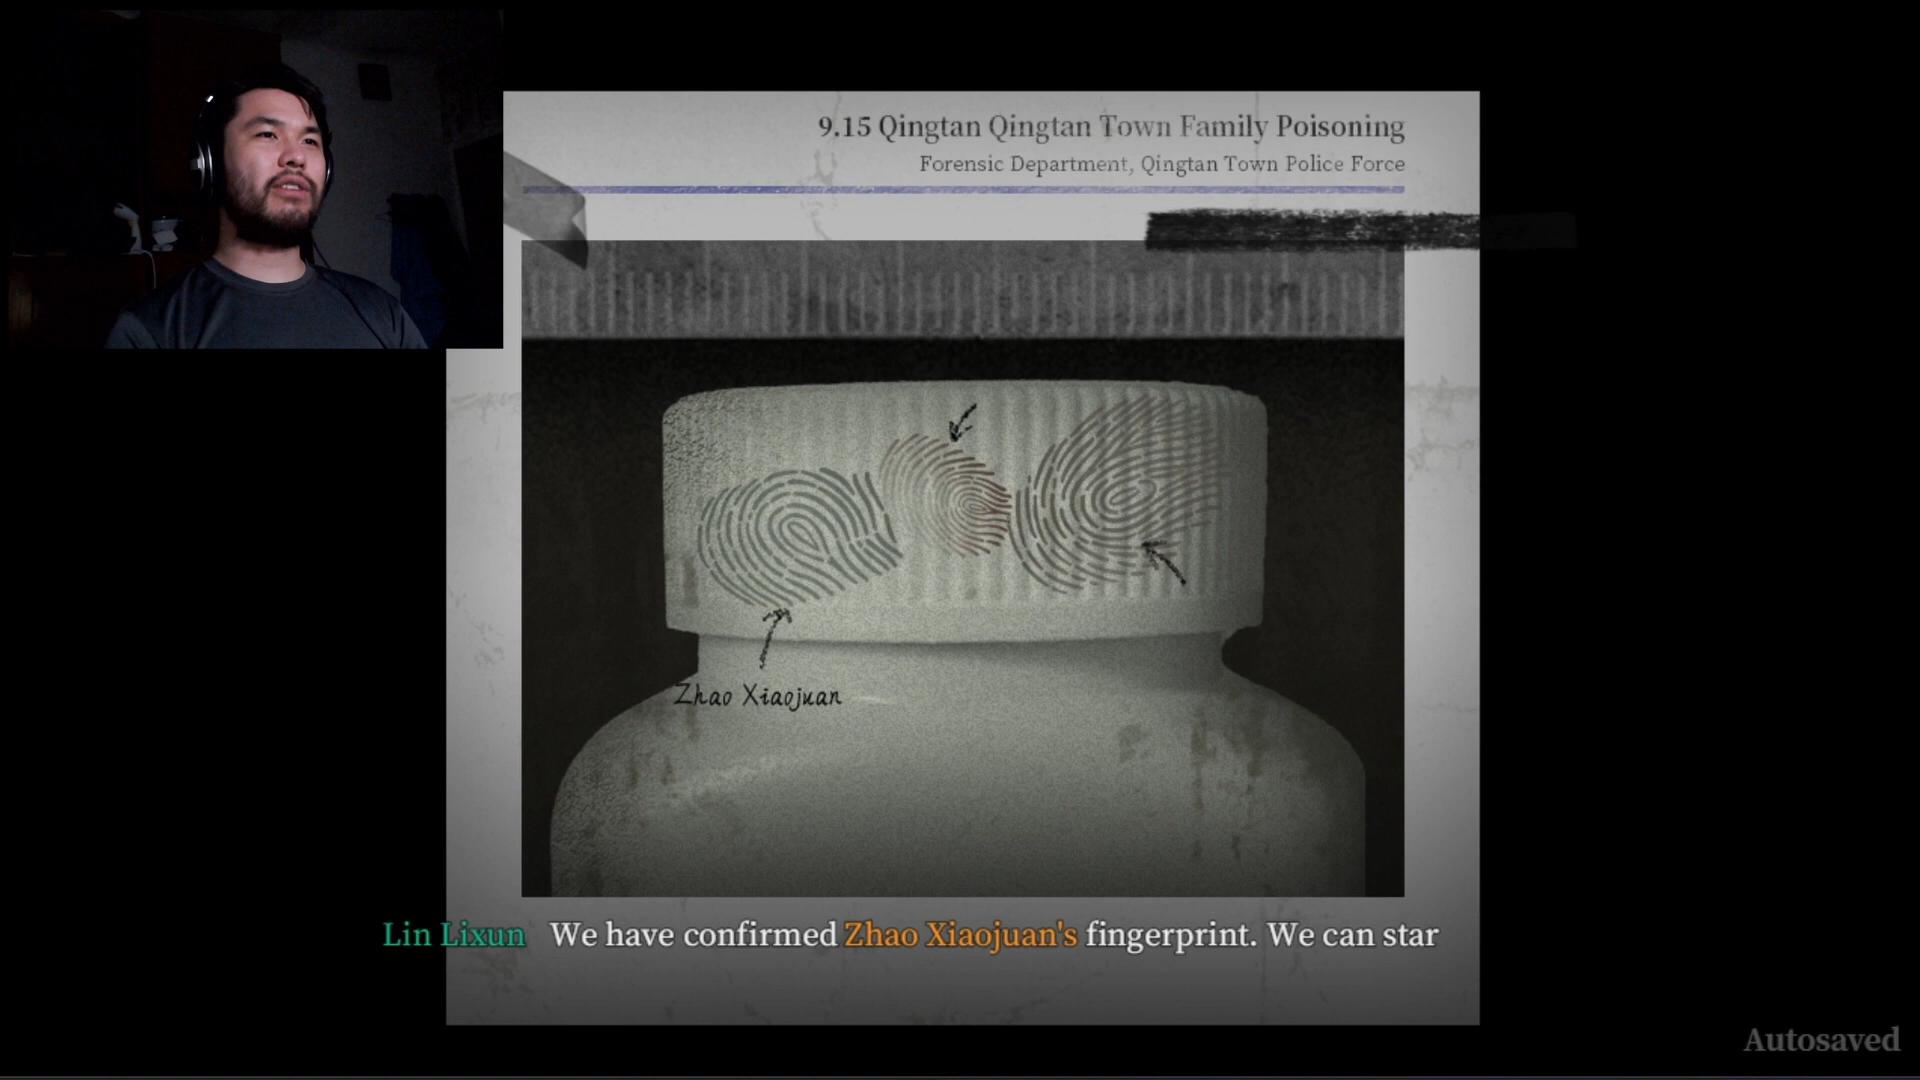 9.15 Qingtan Qingtan Town Family Poisoning
Forensic Department, Qingtan Town Police Force
Zhao Xiaojuan
Lin Lixun We have confirmed Zhao Xiaojuan's fingerprint. We can star
Autosaved